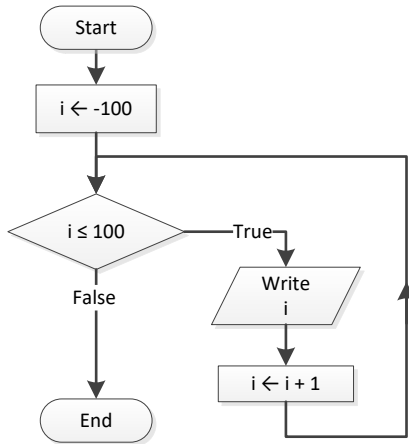 Start
i ← -100
i ≤ 100
True
False
Write
i
i ← i + 1
End